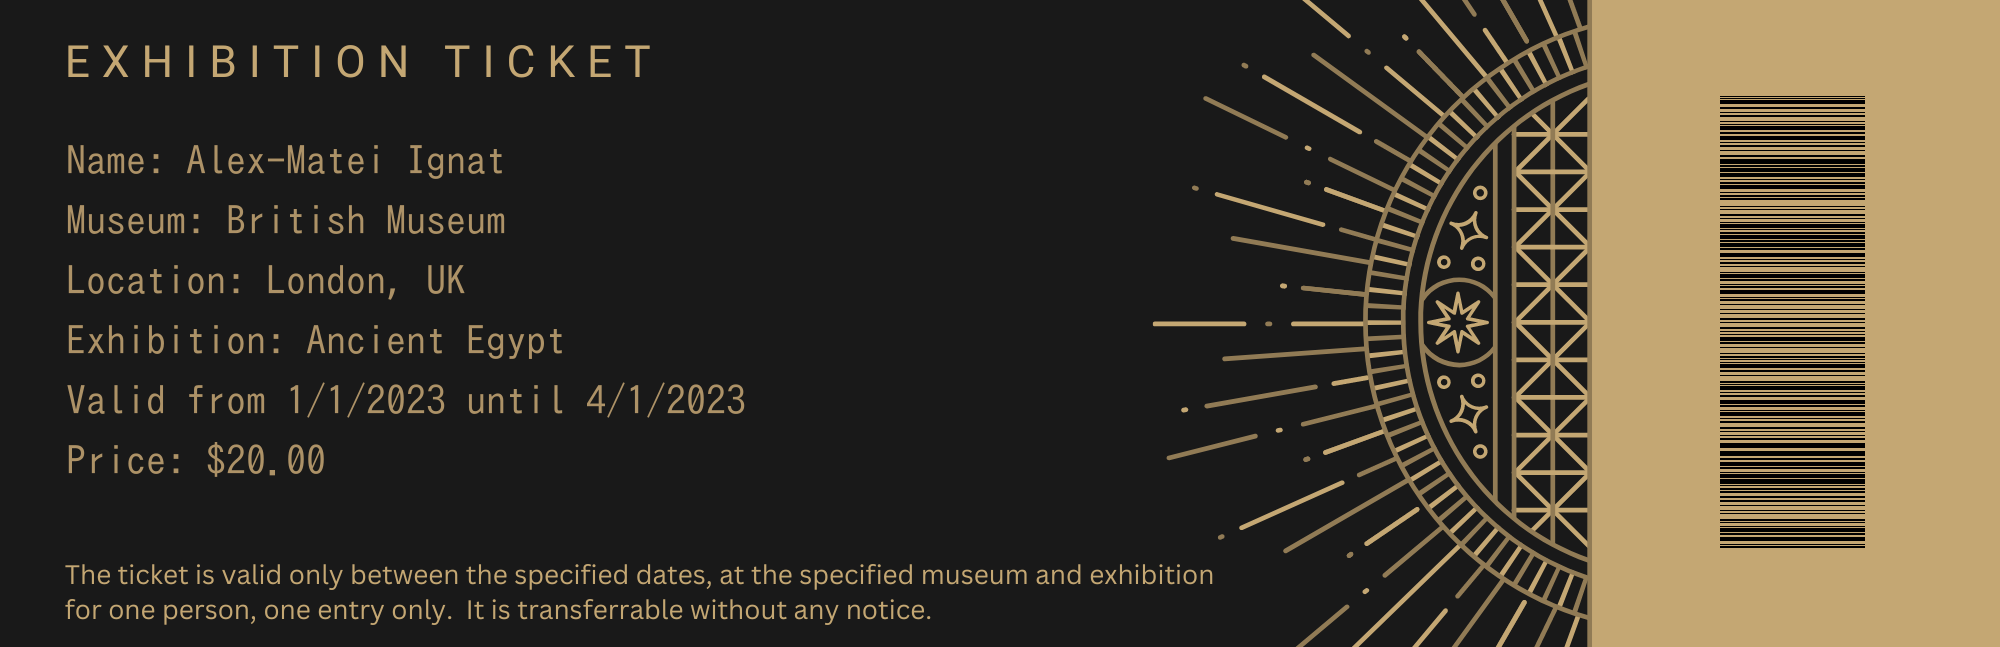 EXHIBITION TICKET
Name: Alex-Matei Ignat
Museum: British Museum
Location: London, UK
Exhibition: Ancient Egypt
Valid from 1/1/2023 until 4/1/2023
Price: $20.00
The ticket is valid only between the specified dates, at the specified museum and exhibition
for one person, one entry only.  It is transferrable without any notice.